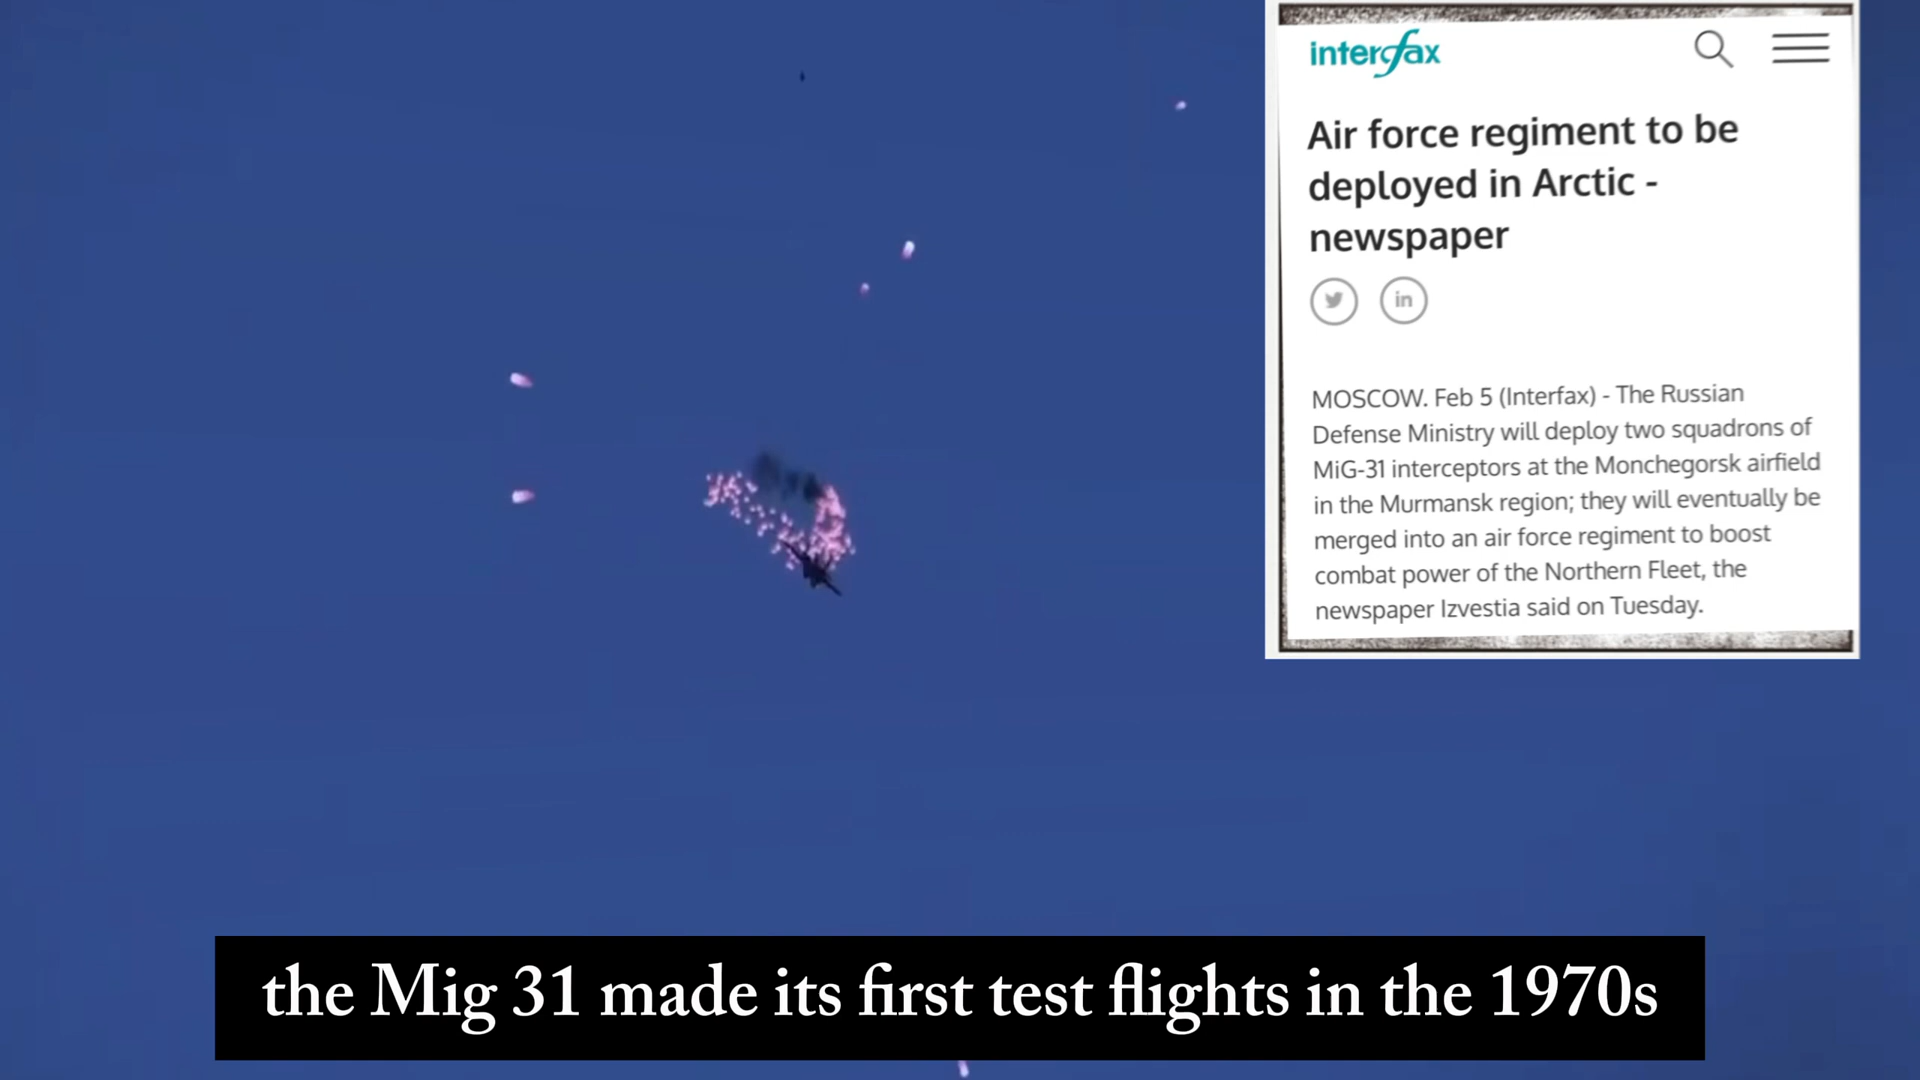 interfax
Air force regiment to be
deployed in Arctic -
newspaper
in
MOSCOW. Feb 5 (Interfax) - The Russian
Defense Ministry will deploy two squadrons of
MiG-31 interceptors at the Monchegorsk airfield
in the Murmansk region; they will eventually be
merged into an air force regiment to boost
combat power of the Northern Fleet, the
newspaper Izvestia said on Tuesday.
the Mig 31 made its first test flights in the 1970s